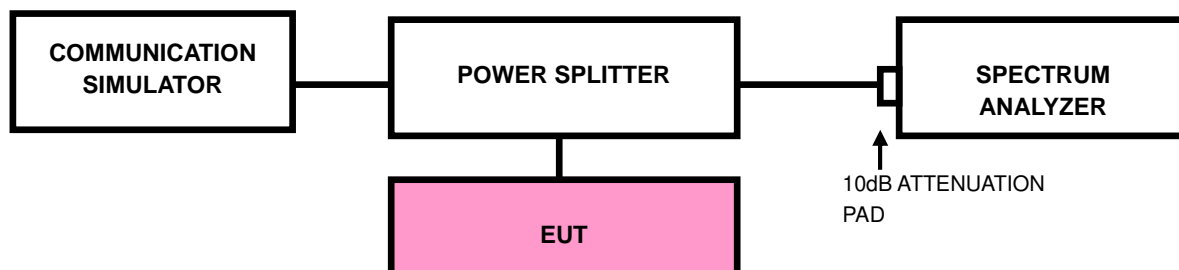 COMMUNICATION
SIMULATOR
POWER SPLITTER
SPECTRUM
ANALYZER
10dB ATTENUATION
PAD
EUT